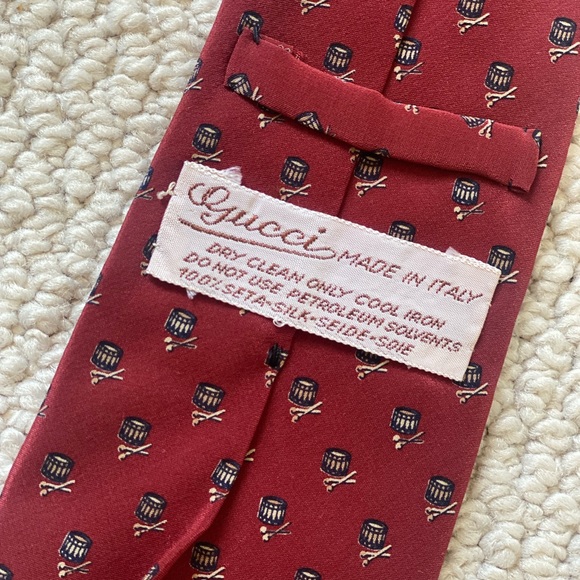 Gucci MADE IN ITALY
DRY CLEAN ONLY COOL IRON
DO NOT USE PETROLEUM SOLVENTS
100% SETA-SILK-SEIDE-SOIE